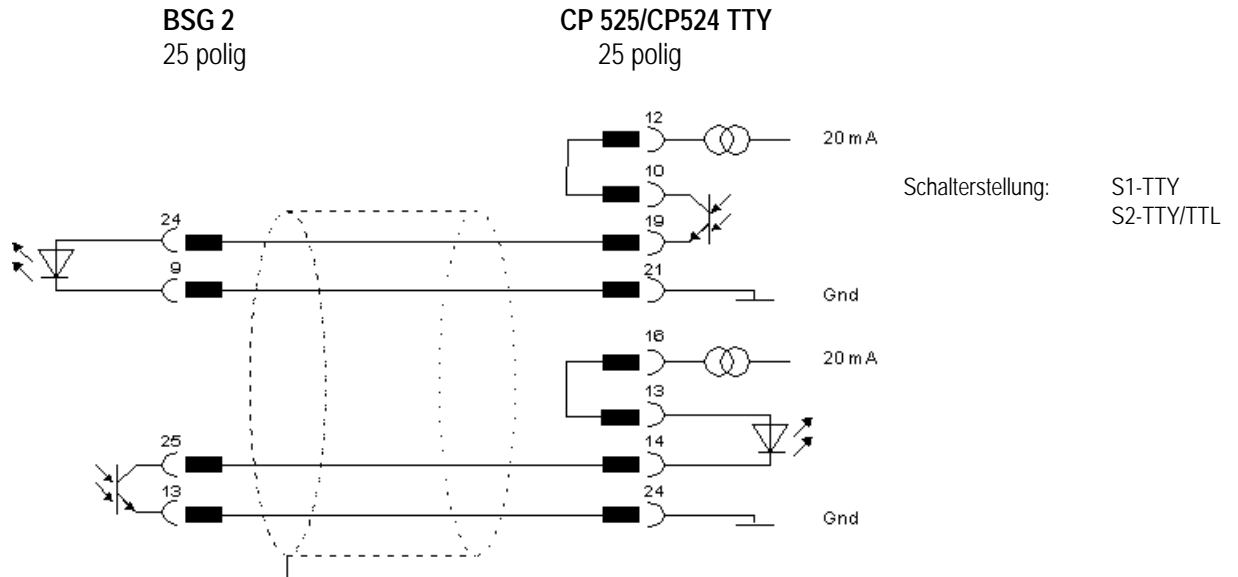 BSG 2
25 polig
CP 525/CP524 TTY
25 polig
12
20 mA
10
Schalterstellung: S1-TTY
S2-TTY/TTL
24
19
9
21
Gnd
16
20 mA
13
25
14
13
24
Gnd